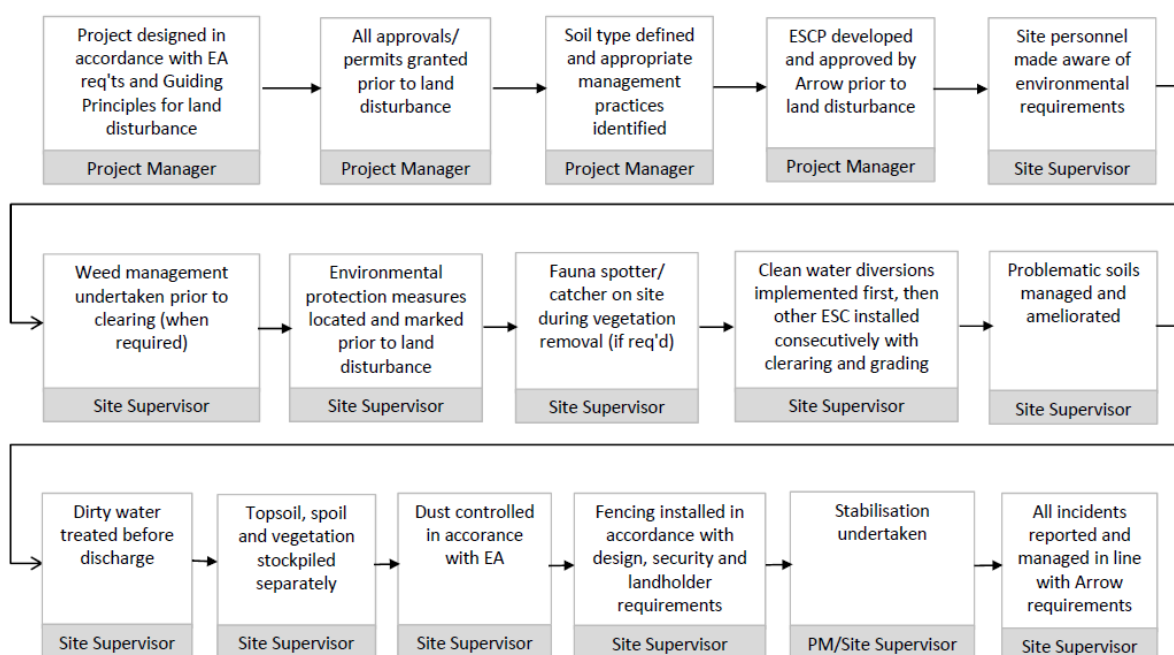 Project designed in
accordance with EA
req'ts and Guiding
Principles for land
disturbance
Project Manager
All approvals/
permits granted
prior to land
disturbance
Project Manager
Soil type defined
and appropriate
management
practices
identified
Project Manager
ESCP developed
and approved by
Arrow prior to
land disturbance
Project Manager
Site personnel
made aware of
environmental
requirements
Site Supervisor
Weed management
undertaken prior to
clearing (when
required)
Site Supervisor
Environmental
protection measures
located and marked
prior to land
disturbance
Site Supervisor
Fauna spotter/
catcher on site
during vegetation
removal (if req'd)
Site Supervisor
Clean water diversions
implemented first, then
other ESC installed
consecutively with
cleraring and grading
Site Supervisor
Problematic soils
managed and
ameliorated
Site Supervisor
Dirty water
treated before
discharge
Site Supervisor
Topsoil, spoil
and vegetation
stockpiled
separately
Site Supervisor
Dust controlled
in accorance
with EA
Site Supervisor
Fencing installed in
accordance with
design, security and
landholder
requirements
Site Supervisor
Stabilisation
undertaken
PM/Site Supervisor
All incidents
reported and
managed in line
with Arrow
requirements
Site Supervisor